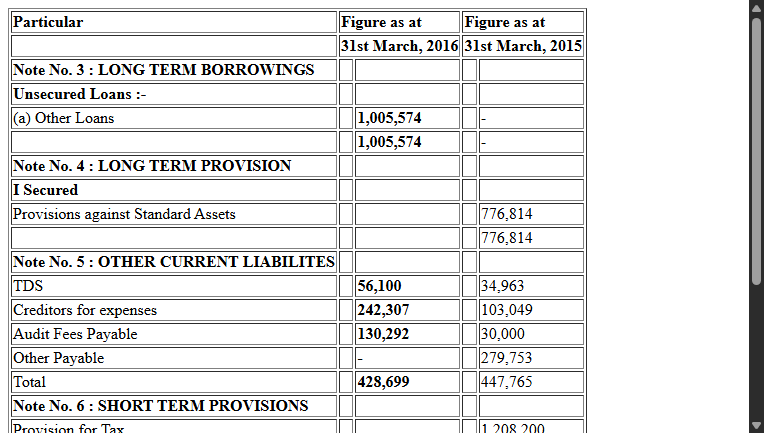 Particular Figure as at Figure as at
31st March, 2016 31st March, 2015
Note No. 3 : LONG TERM BORROWINGS
Unsecured Loans :-
(a) Other Loans 1,005,574 -
1,005,574 -
Note No. 4 : LONG TERM PROVISION
I Secured
Provisions against Standard Assets 776,814
776,814
Note No. 5 : OTHER CURRENT LIABILITES
TDS 56,100 34,963
Creditors for expenses 242,307 103,049
Audit Fees Payable 130,292 30,000
Other Payable - 279,753
Total 428,699 447,765
Note No. 6 : SHORT TERM PROVISIONS
Provision for Tax 1,208,200